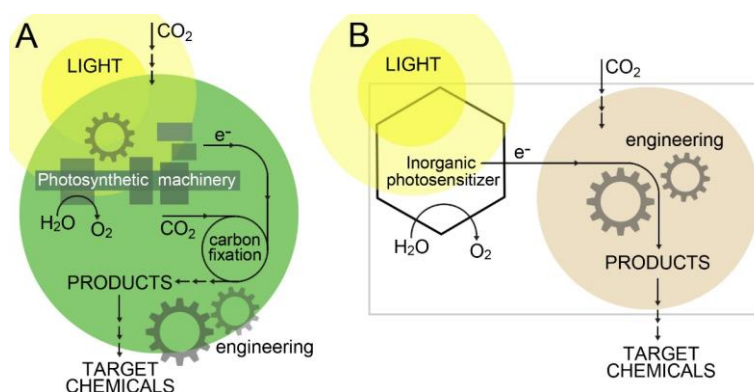 A
CO₂
LIGHT
e⁻
Photosynthetic machinery
H₂O
O₂
CO₂
carbon
fixation
PRODUCTS
engineering
TARGET
CHEMICALS
B
LIGHT
CO₂
engineering
Inorganic
photosensitizer
e⁻
H₂O
O₂
PRODUCTS
TARGET
CHEMICALS